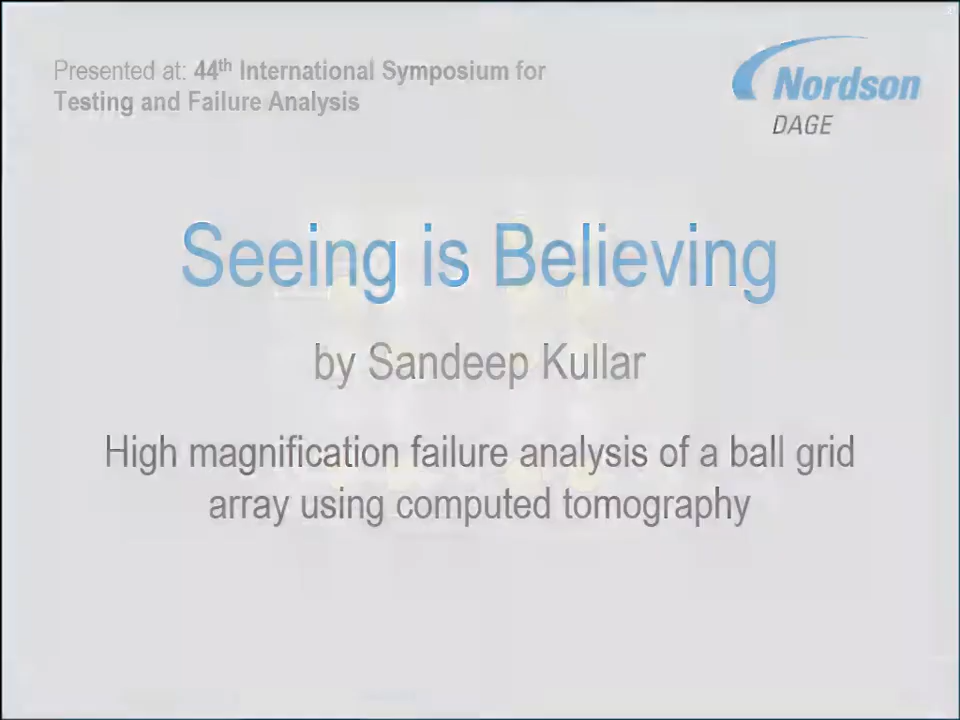 Presented at: 44th International Symposium for
Testing and Failure Analysis
Nordson
DAGE
Seeing is Believing
by Sandeep Kullar
High magnification failure analysis of a ball grid
array using computed tomography